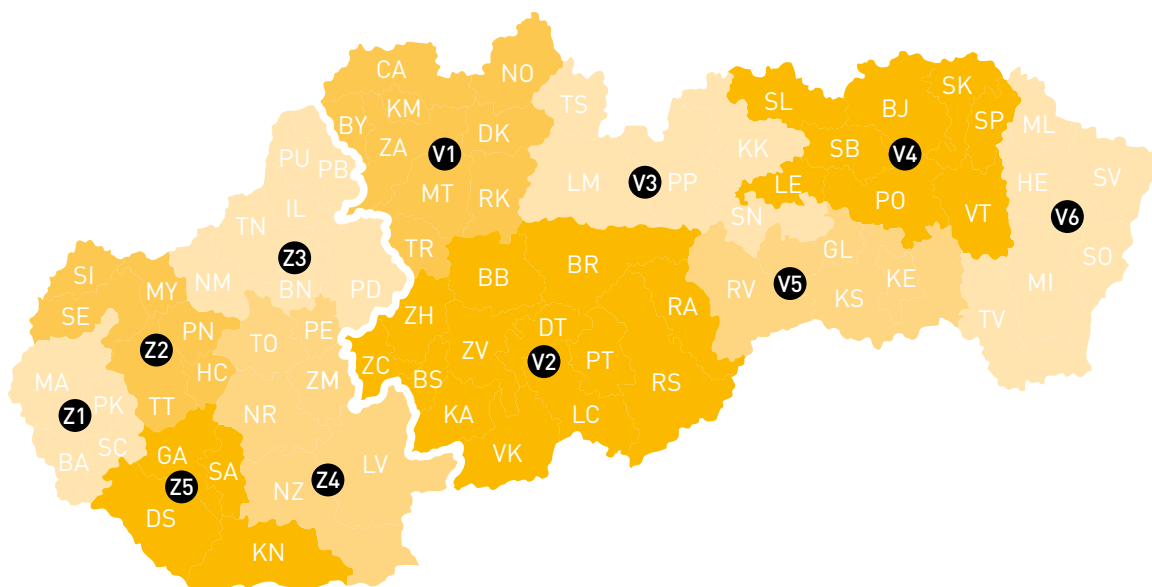 CA
NO
KM
BY
DK
ZA
V1
MT
RK
TR
TS
KK
LM
V3
PP
SN
SL
BJ
SK
SP
SB
V4
LE
PO
VT
ML
HE
SV
V6
SO
MI
TV
GL
RV
V5
KE
KS
BB
BR
RA
ZH
DT
ZV
V2
PT
ZC
BS
RS
KA
LC
VK
PU
PB
IL
TN
Z3
NM
BN
PD
SI
MY
SE
PN
Z2
HC
TT
TO
PE
ZM
NR
LV
NZ
Z4
MA
PK
Z1
SC
BA
GA
SA
Z5
DS
KN